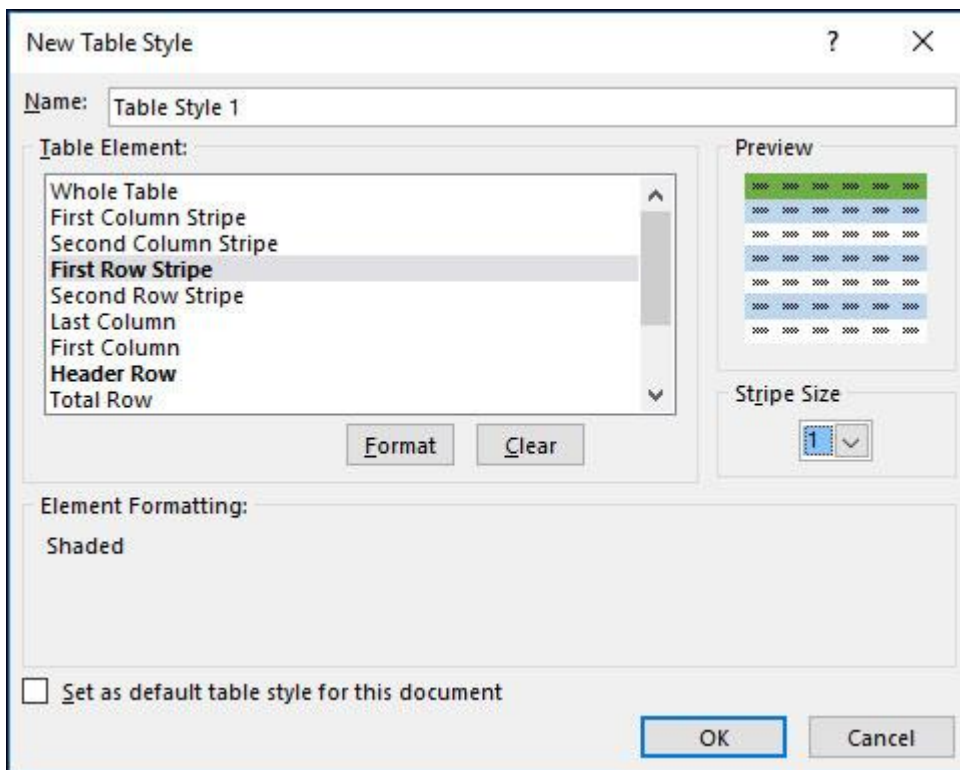 New Table Style
?
Name: Table Style 1
Table Element:
Whole Table
First Column Stripe
Second Column Stripe
First Row Stripe
Second Row Stripe
Last Column
First Column
Header Row
Total Row
Format Clear
Preview
Stripe Size
1
Element Formatting:
Shaded
Set as default table style for this document
OK Cancel